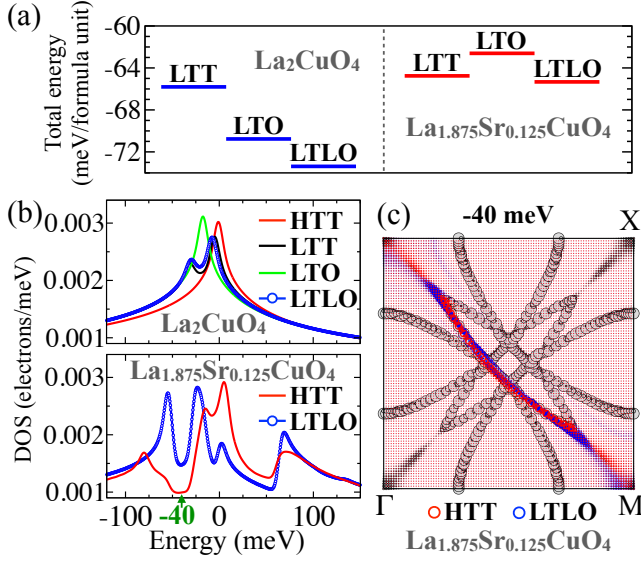 (a)
Total energy
(meV/formula unit)
-60
-64
-68
-72
LTT
LTO
LTLO
La₂CuO₄
LTT
LTO
LTLO
La₁.₈₇₅Sr₀.₁₂₅CuO₄
(b)
DOS (electrons/meV)
0.003
0.002
0.001
HTT
LTT
LTO
LTLO
La₂CuO₄
La₁.₈₇₅Sr₀.₁₂₅CuO₄
0.003
0.002
0.001
HTT
LTLO
-100
-40
0
100
Energy (meV)
(c)
-40 meV
X
Γ
M
HTT
LTLO
La₁.₈₇₅Sr₀.₁₂₅CuO₄